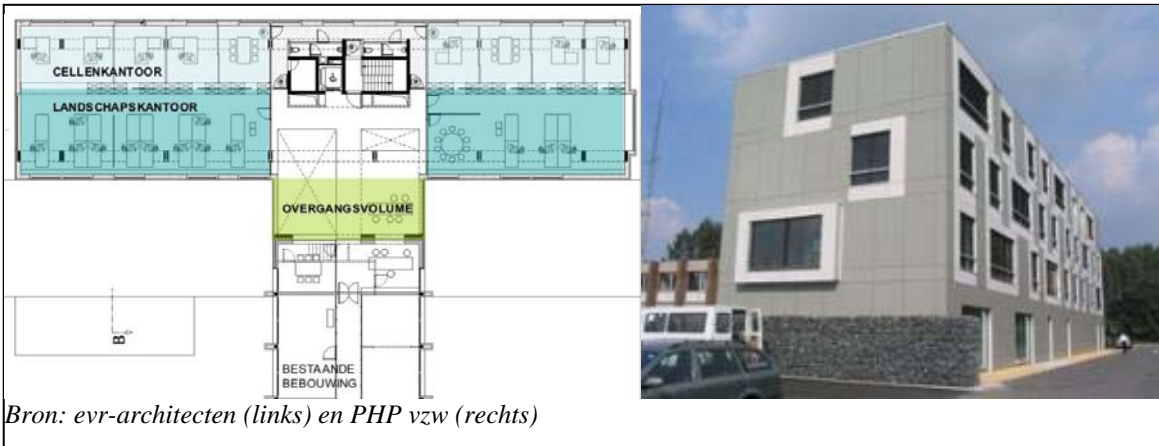 CELLENKANTOOR
LANDSCHAPSKANTOOR
OVERGANGSVOLUME
B
BESTAANDE
BEBOUWING
Bron: evr-architecten (links) en PHP vzw (rechts)